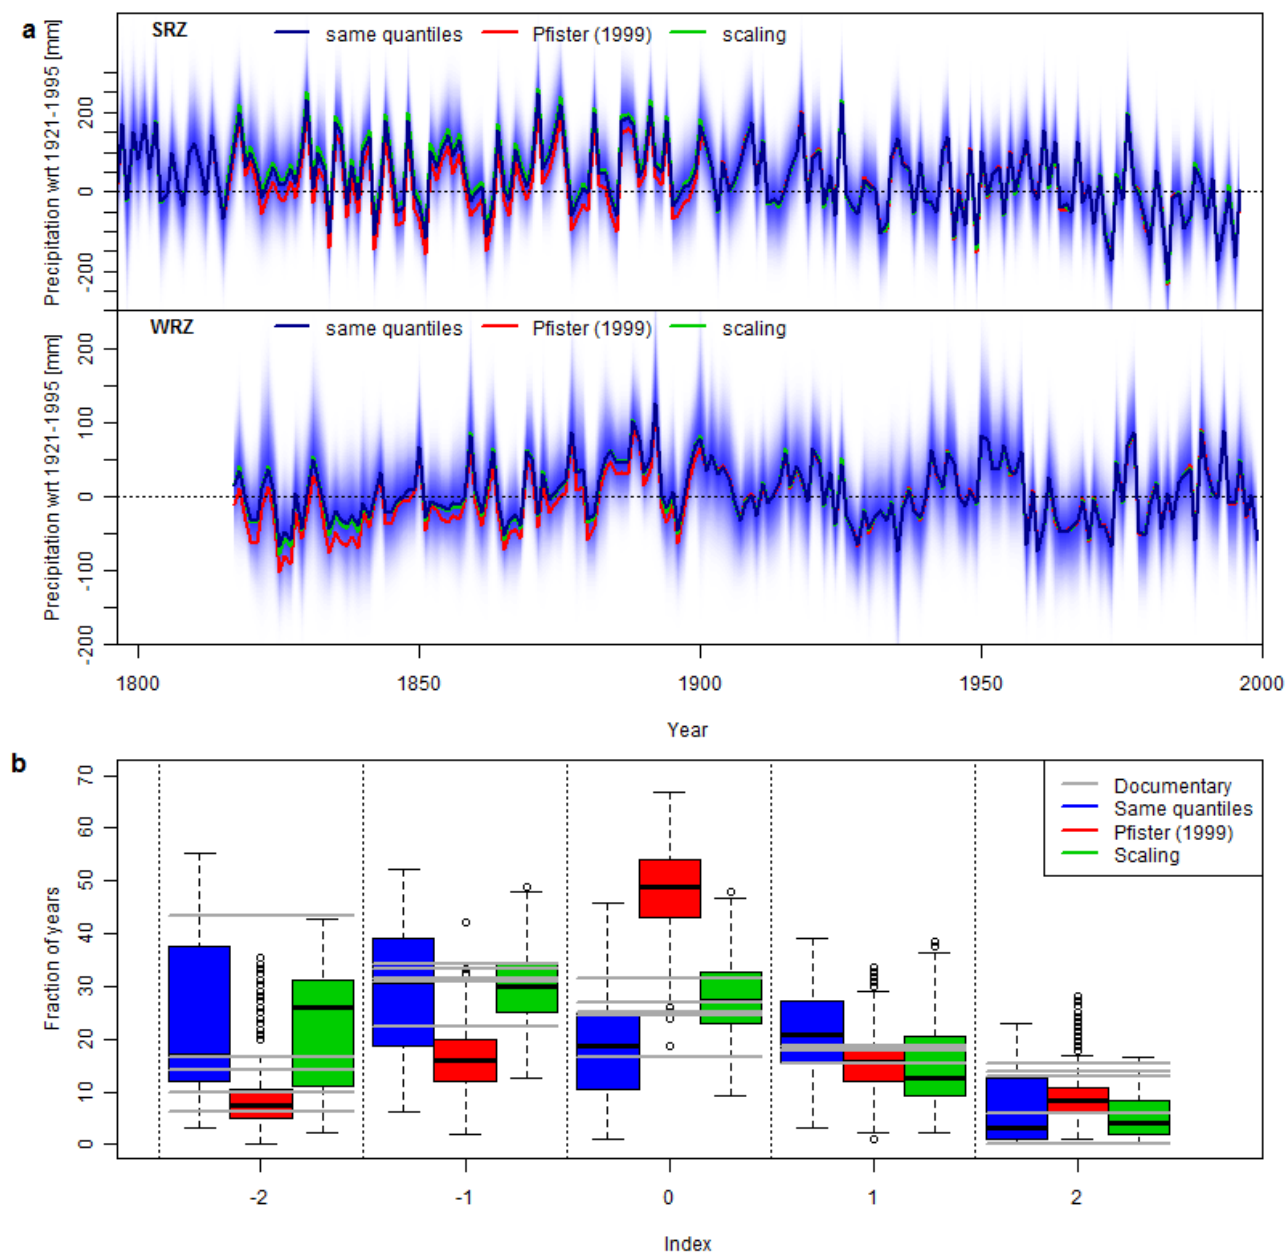 a
SRZ
same quantiles
Pfister (1999)
scaling
Precipitation wrt 1921-1995 [mm]
200
0
-200
WRZ
same quantiles
Pfister (1999)
scaling
Precipitation wrt 1921-1995 [mm]
200
100
0
-100
-200
1800
1850
1900
1950
2000
Year
b
Documentary
Same quantiles
Pfister (1999)
Scaling
Fraction of years
70
60
50
40
30
20
10
0
-2
-1
0
1
2
Index